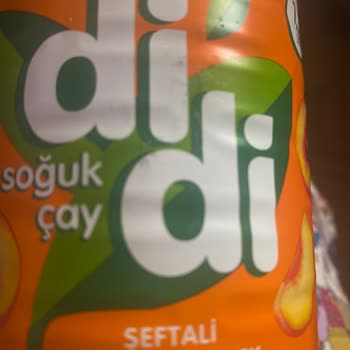 di
soğuk
çay
di
ŞEFTALİ